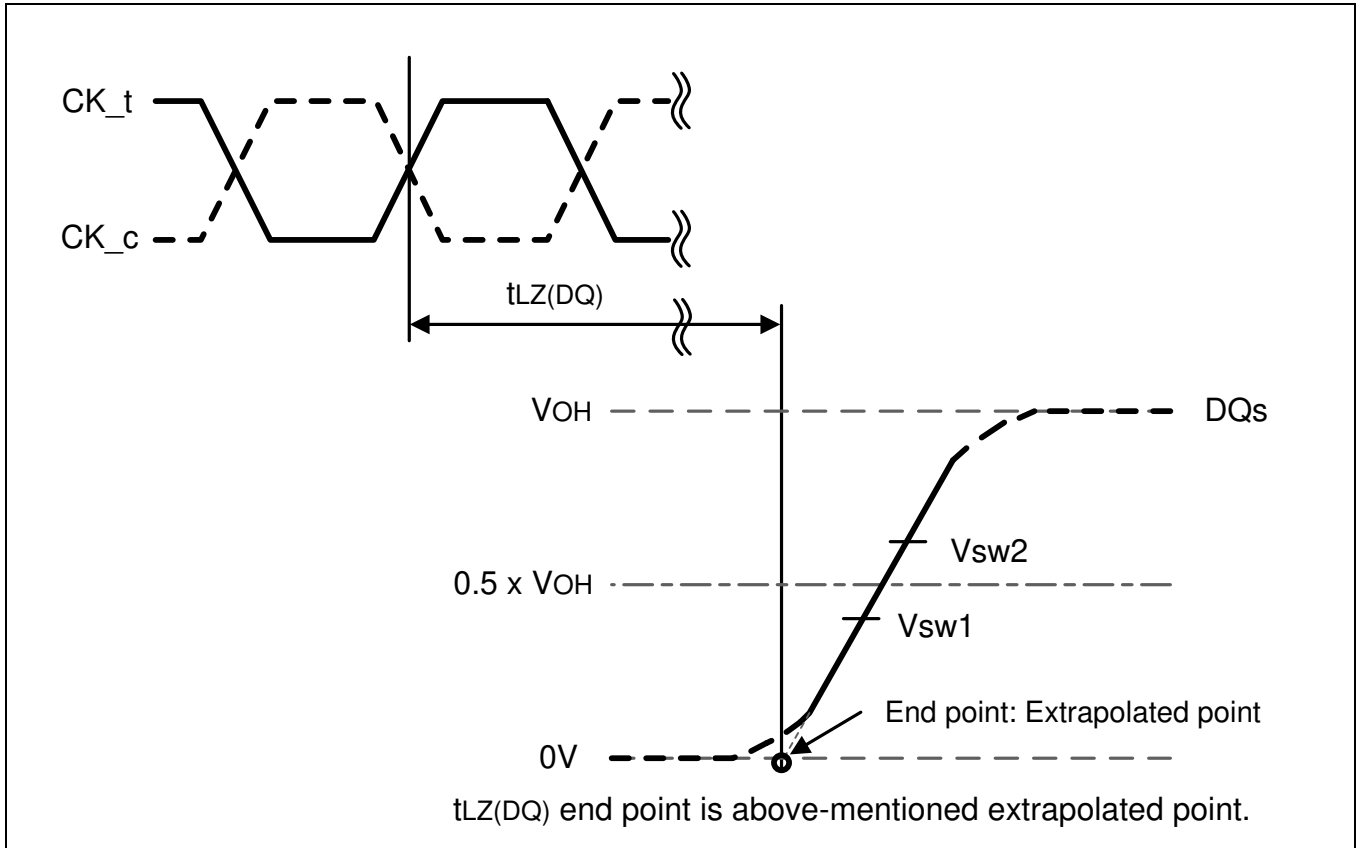 CK_t
CK_c
tLZ(DQ)
VOH
DQs
Vsw2
0.5 x VOH
Vsw1
End point: Extrapolated point
0V
tLZ(DQ) end point is above-mentioned extrapolated point.